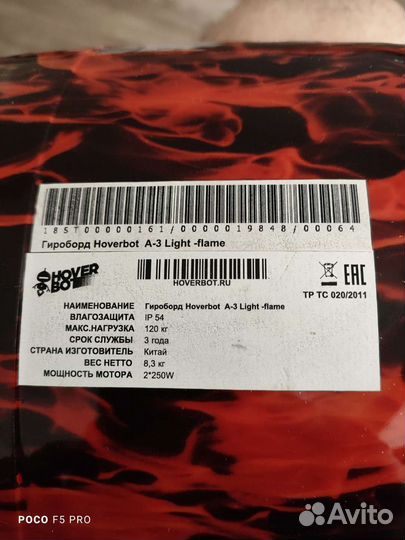 185T00000161/00000019848/00064
Гироборд Hoverbot A-3 Light -flame
HOVER BOT
HOVERBOT.RU
EAC
ТР ТС 020/2011
НАИМЕНОВАНИЕ Гироборд Hoverbot A-3 Light -flame
ВЛАГОЗАЩИТА IP 54
МАКС.НАГРУЗКА 120 кг
СРОК СЛУЖБЫ 3 года
СТРАНА ИЗГОТОВИТЕЛЬ Китай
ВЕС НЕТТО 8,3 кг
МОЩНОСТЬ МОТОРА 2*250W
POCO F5 PRO
Avito